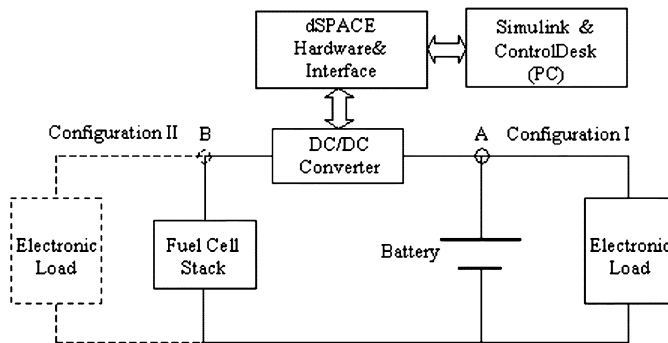 dSPACE
Hardware&
Interface
Simulink &
ControlDesk
(PC)
Configuration II
B
DC/DC
Converter
A
Configuration I
Electronic
Load
Fuel Cell
Stack
Battery
Electronic
Load